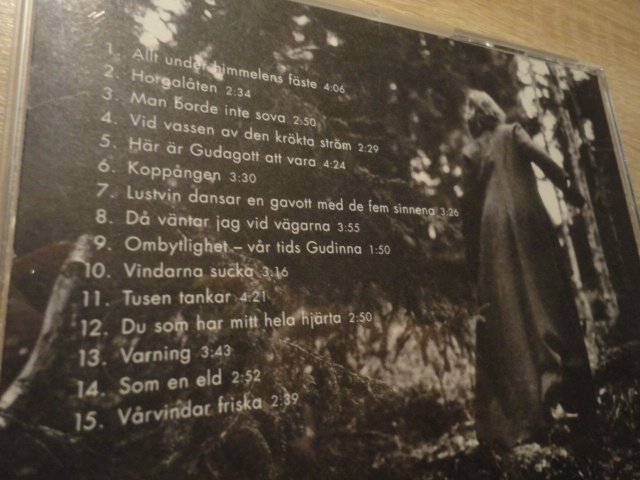 1. Allt under himmelens fäste 4:06
2. Horgalåten 2:34
3. Man borde inte sova 2:50
4. Vid vassen av den krökta ström 2:29
5. Här är Gudagott att vara 4:24
6. Koppången 3:30
7. Lustvin dansar en gavott med de fem sinnena 3:26
8. Då väntar jag vid vägarna 3:55
9. Ombytlighet – vår tids Gudinna 1:50
10. Vindarna sucka 3:16
11. Tusen tankar 4:21
12. Du som har mitt hela hjärta 2:50
13. Varning 3:43
14. Som en eld 2:52
15. Vårvindar friska 2:39